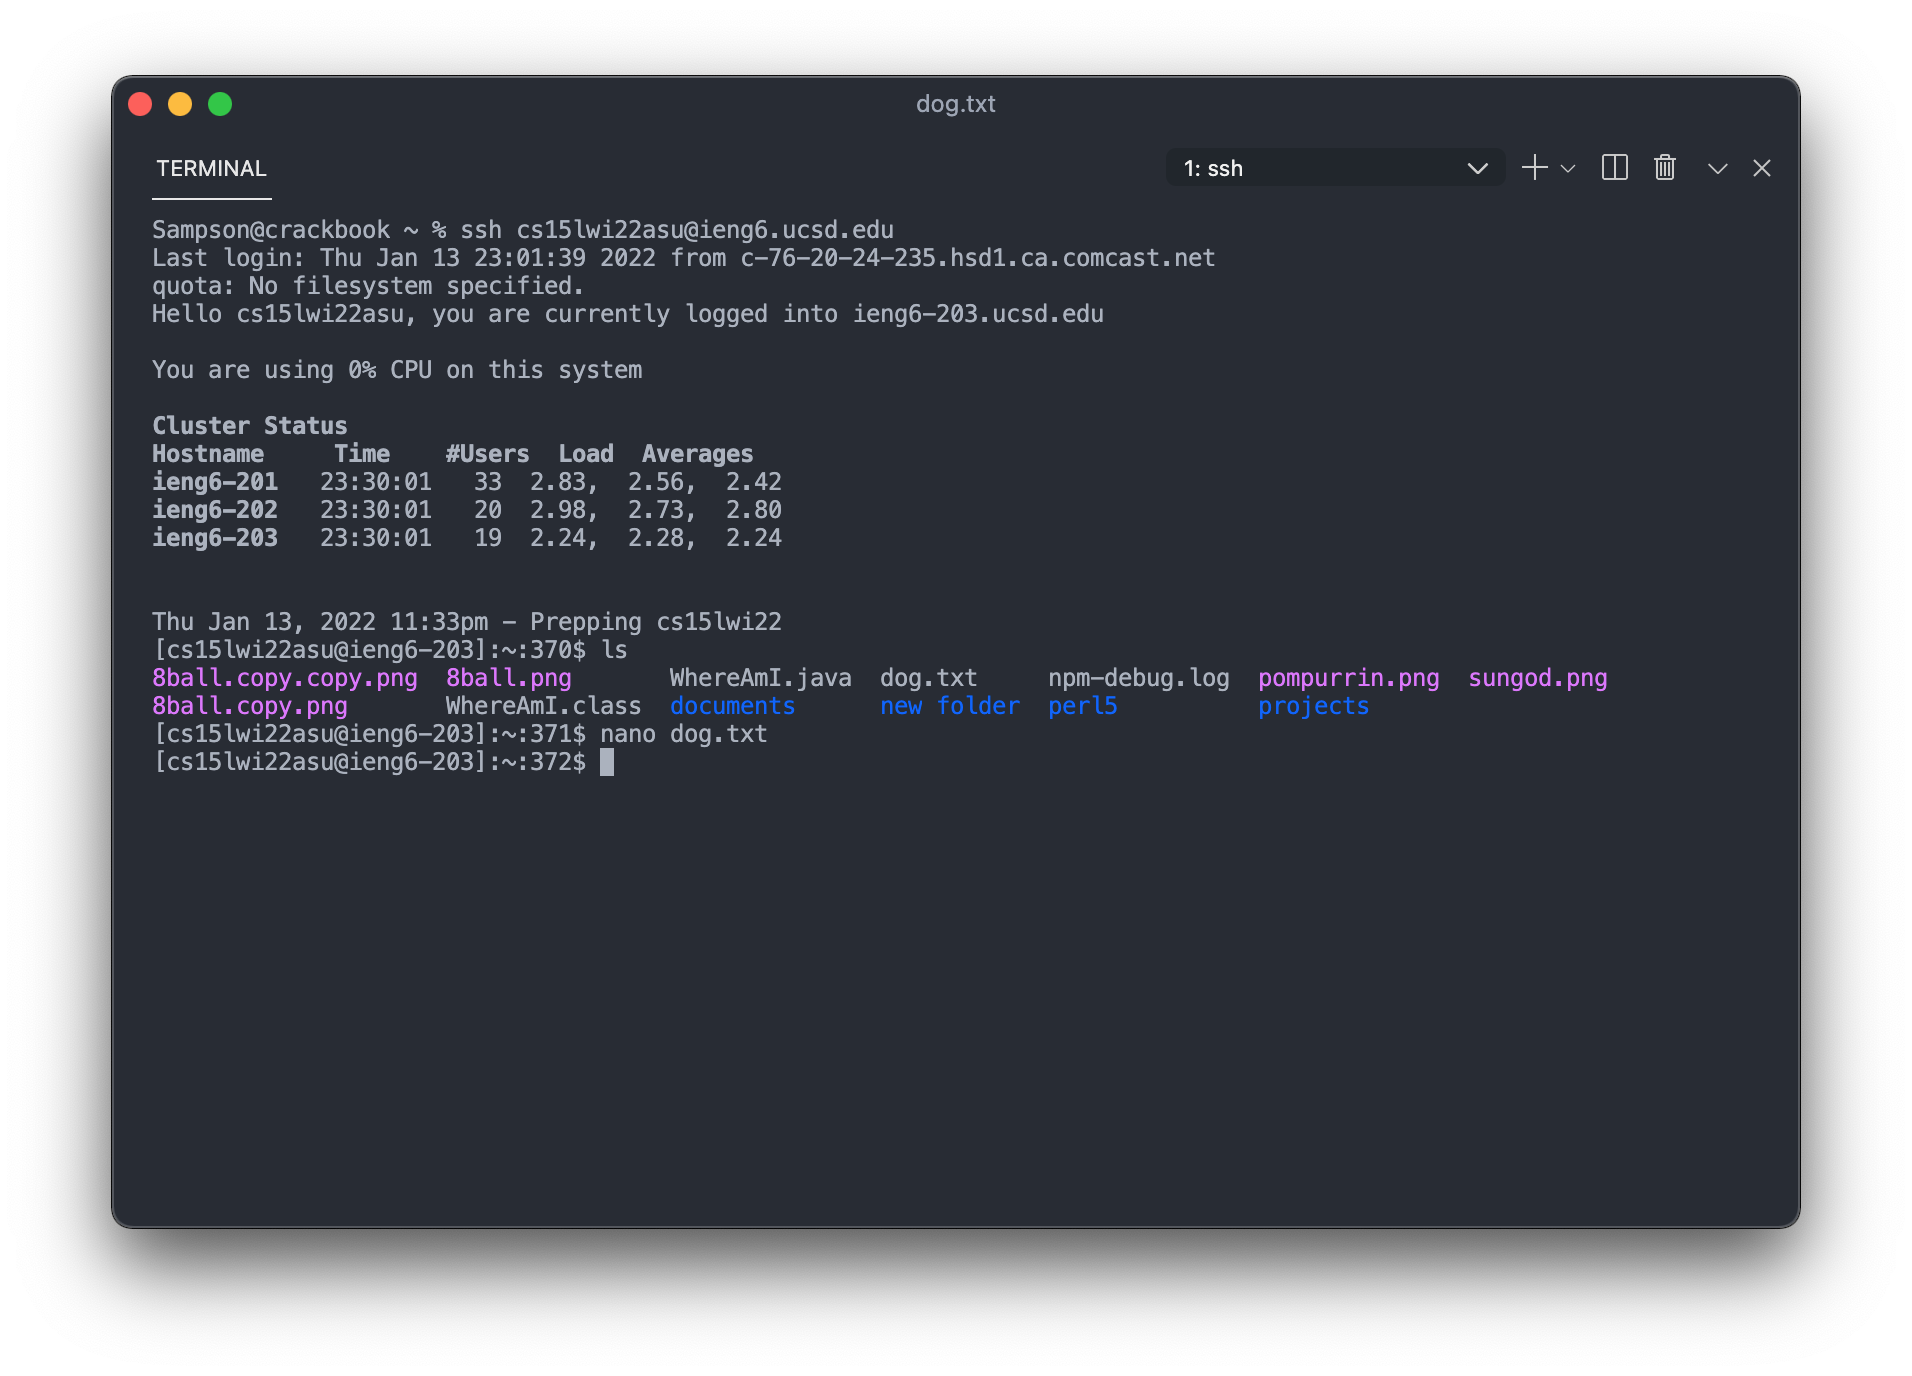 dog.txt
TERMINAL
1: ssh
Sampson@crackbook ~ % ssh cs15lwi22asu@ieng6.ucsd.edu
Last login: Thu Jan 13 23:01:39 2022 from c-76-20-24-235.hsd1.ca.comcast.net
quota: No filesystem specified.
Hello cs15lwi22asu, you are currently logged into ieng6-203.ucsd.edu
You are using 0% CPU on this system
Cluster Status
Hostname     Time    #Users  Load  Averages
ieng6-201   23:30:01   33  2.83,  2.56,  2.42
ieng6-202   23:30:01   20  2.98,  2.73,  2.80
ieng6-203   23:30:01   19  2.24,  2.28,  2.24
Thu Jan 13, 2022 11:33pm - Prepping cs15lwi22
[cs15lwi22asu@ieng6-203]:~:370$ ls
8ball.copy.copy.png  8ball.png       WhereAmI.java  dog.txt     npm-debug.log  pompurrin.png  sungod.png
8ball.copy.png       WhereAmI.class  documents      new folder  perl5          projects
[cs15lwi22asu@ieng6-203]:~:371$ nano dog.txt
[cs15lwi22asu@ieng6-203]:~:372$